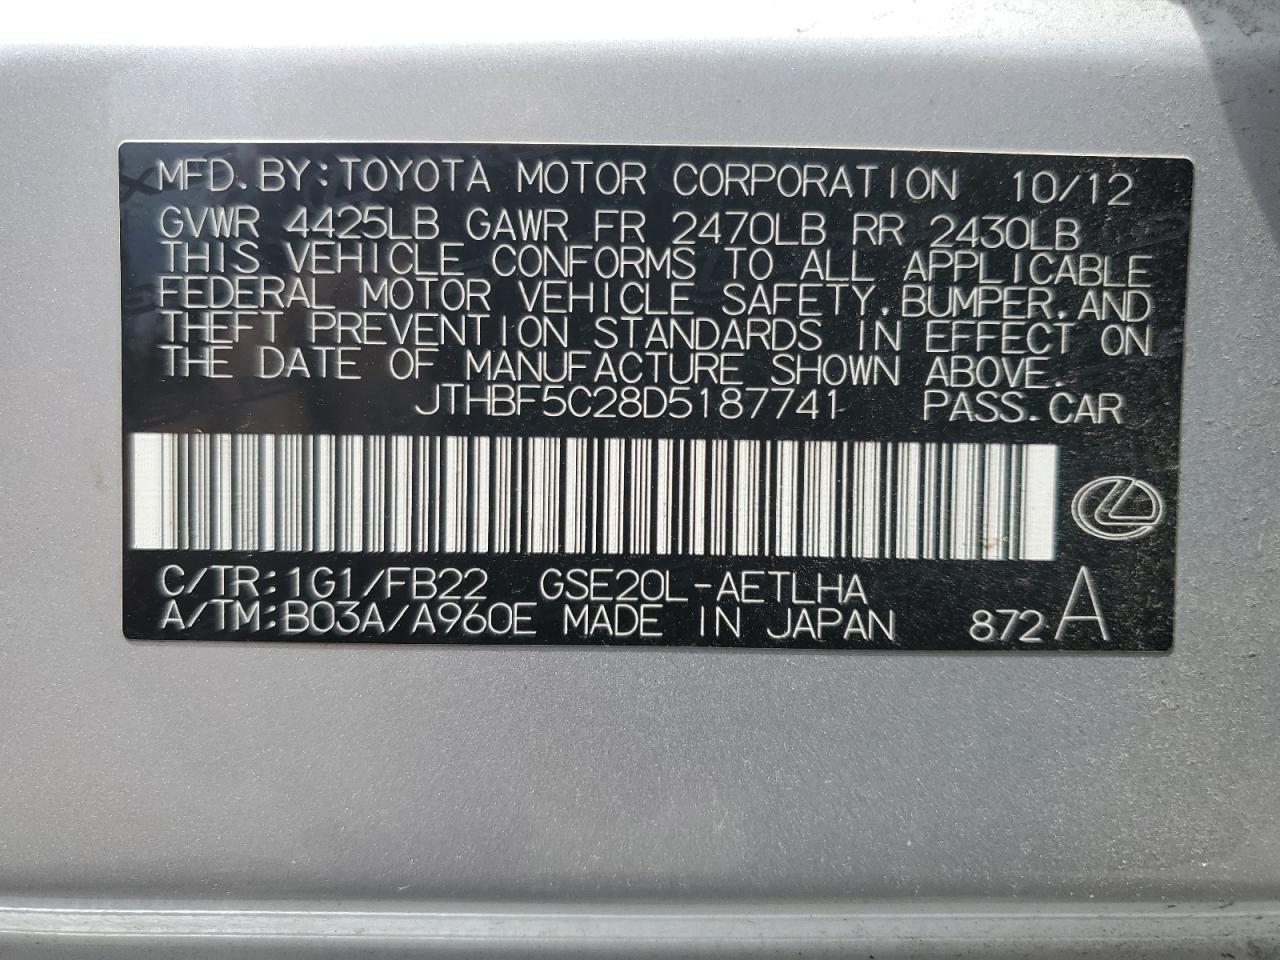 MFD.BY:TOYOTA MOTOR CORPORATION 10/12
GVWR 4425LB GAWR FR 2470LB RR 2430LB
THIS VEHICLE CONFORMS TO ALL APPLICABLE
FEDERAL MOTOR VEHICLE SAFETY.BUMPER.AND
THEFT PREVENTION STANDARDS IN EFFECT ON
THE DATE OF MANUFACTURE SHOWN ABOVE.
JTHBF5C28D5187741 PASS.CAR
C/TR:1G1/FB22 GSE20L-AETLHA
A/TM:B03A/A960E MADE IN JAPAN 872 A